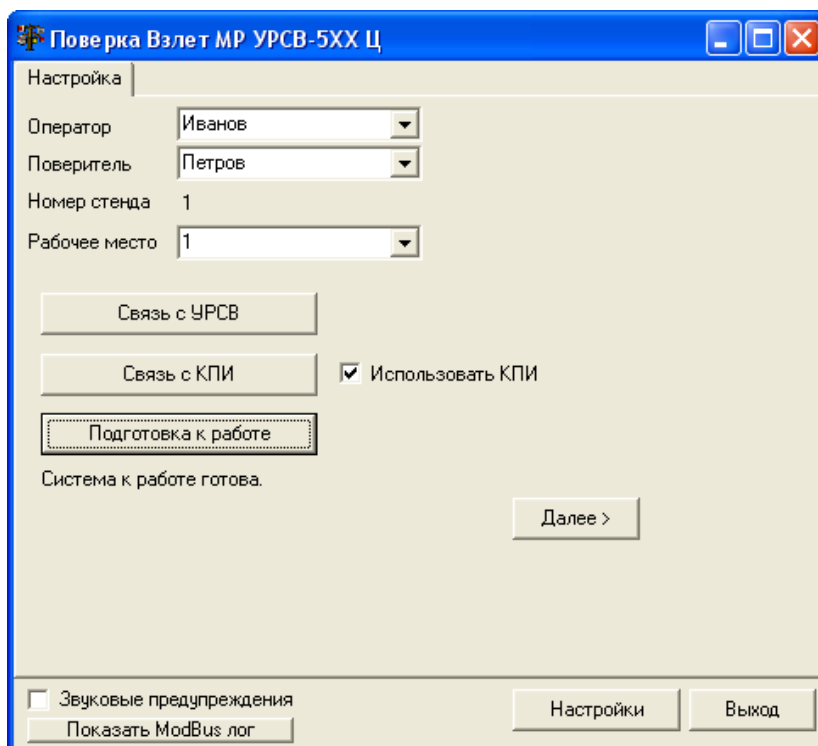 Поверка Взлет МР УРСВ-5ХХ Ц
Настройка
Оператор Иванов
Поверитель Петров
Номер стенда 1
Рабочее место 1
Связь с УРСВ
Связь с КПИ Использовать КПИ
Подготовка к работе
Система к работе готова.
Далее >
Звуковые предупреждения
Показать ModBus лог
Настройки Выход